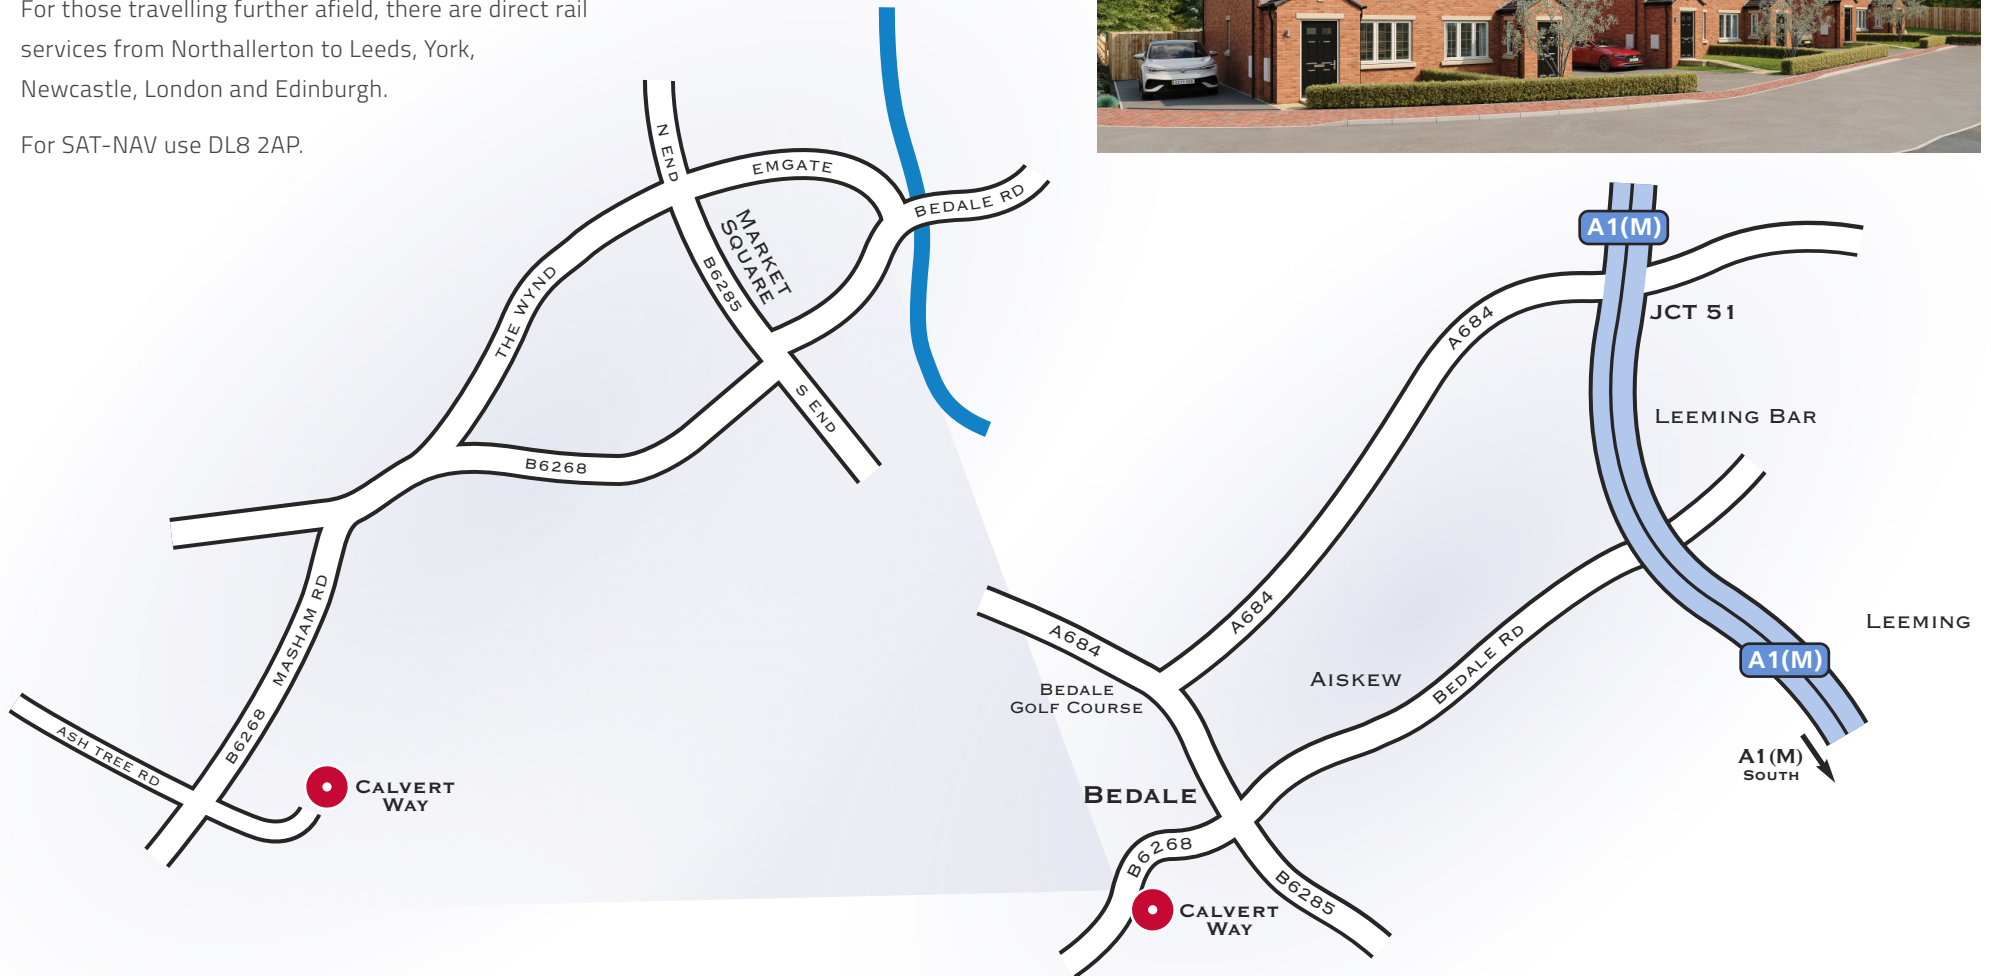 For those travelling further afield, there are direct rail
services from Northallerton to Leeds, York,
Newcastle, London and Edinburgh.
For SAT-NAV use DL8 2AP.
N END
EMGATE
BEDALE RD
MARKET
SQUARE
B6285
THE WYND
S END
B6268
MASHAM RD
B6268
ASH TREE RD
CALVERT
WAY
A1(M)
JCT 51
A684
LEEMING BAR
LEEMING
A684
A684
BEDALE
GOLF COURSE
AISKEW
BEDALE RD
A1(M)
A1(M)
SOUTH
BEDALE
B6268
B6285
CALVERT
WAY